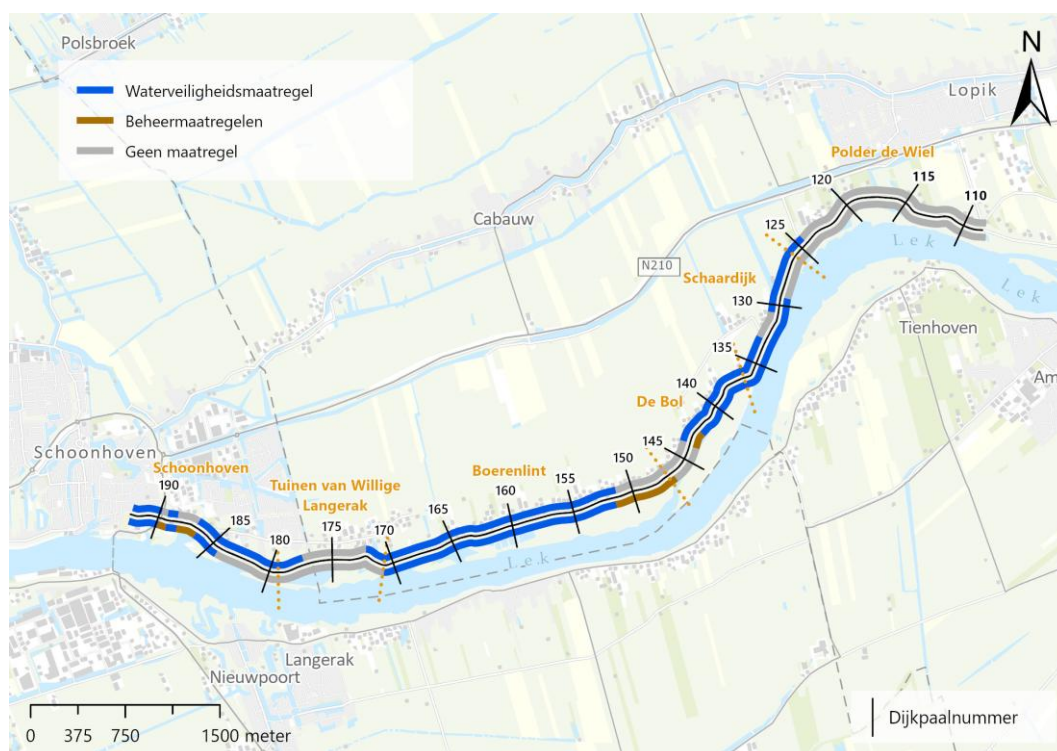 Polsbroek
Waterveiligheidsmaatregel
Beheermaatregelen
Geen maatregel
N
Lopik
Polder de Wiel
120
115
110
125
Cabauw
Lek
Lek
N210
Schaardijk
130
Tienhoven
135
Am
140
De Bol
145
Schoonhoven
Schoonhoven
190
Tuinen van Willige
Langerak
Boerenlint
150
155
160
165
170
175
180
185
Lek
Langerak
Nieuwpoort
0 375 750 1500 meter
Dijkpaalnummer